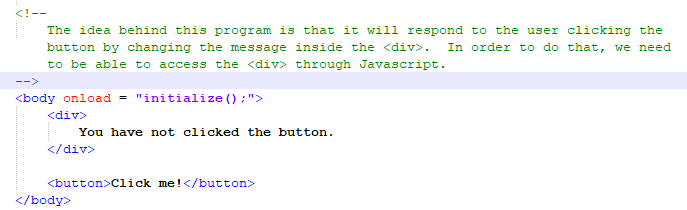 <!--
The idea behind this program is that it will respond to the user clicking the
button by changing the message inside the <div>.  In order to do that, we need
to be able to access the <div> through Javascript.
-->
<body onload = "initialize();">
<div>
You have not clicked the button.
</div>
<button>Click me!</button>
</body>